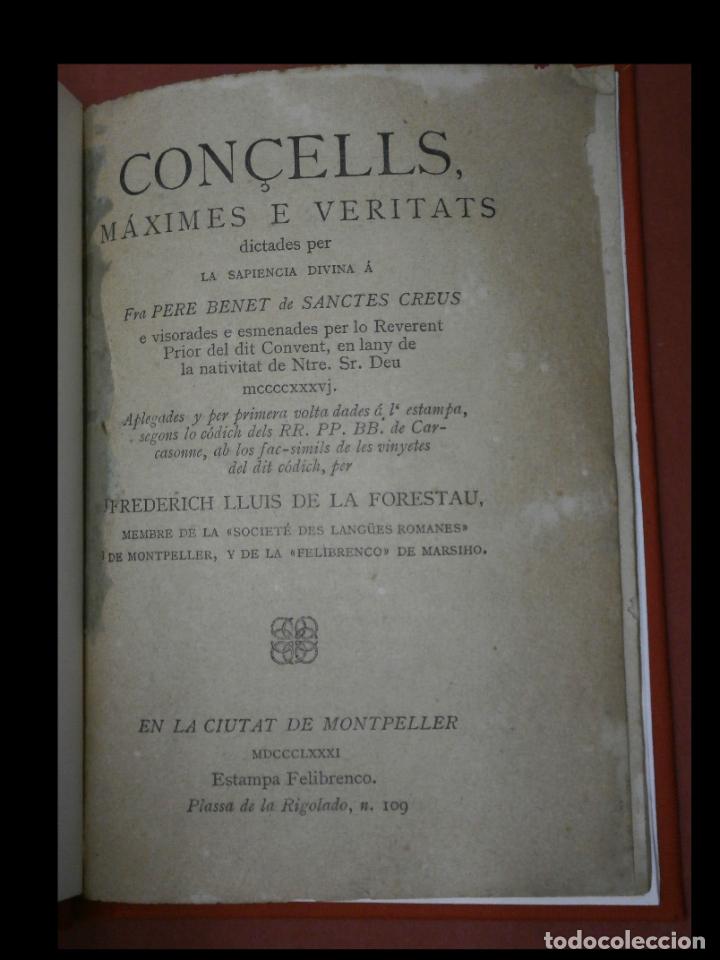 CONÇELLS,
MÁXIMES E VERITATS
dictades per
LA SAPIENCIA DIVINA Á
Fra PERE BENET de SANCTES CREUS
e visorades e esmenades per lo Reverent
Prior del dit Convent, en lany de
la nativitat de Ntre. Sr. Deu
mccccxxxvj.
Aplegades y per primera volta dades á l' estampa,
segons lo códich dels RR. PP. BB. de Car-
casonne, ab los fac-simils de les vinyetes
del dit códich, per
FREDERICH LLUIS DE LA FORESTAU,
MEMBRE DE LA «SOCIETÉ DES LANGÜES ROMANES»
DE MONTPELLER, Y DE LA «FELIBRENCO» DE MARSIHO.
EN LA CIUTAT DE MONTPELLER
MDCCCLXXXI
Estampa Felibrenco.
Plassa de la Rigolado, n. 109
todocoleccion
todocoleccion.net